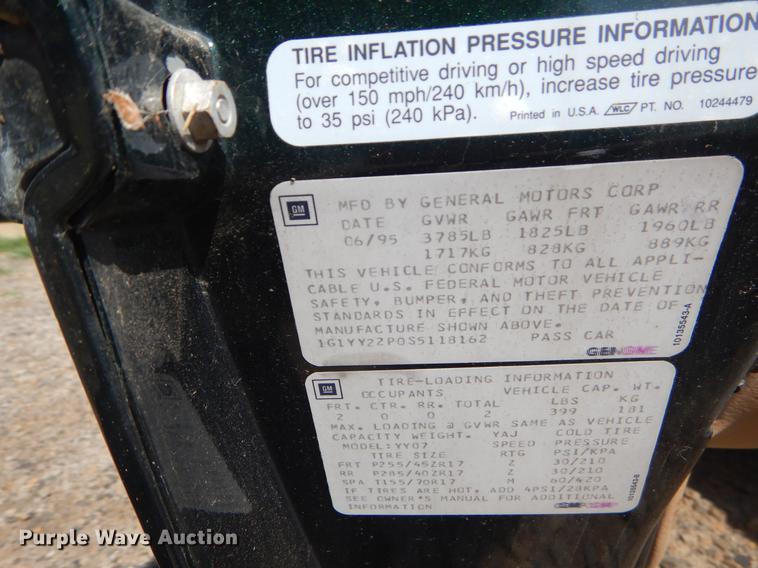 TIRE INFLATION PRESSURE INFORMATION
For competitive driving or high speed driving
(over 150 mph/240 km/h), increase tire pressure
to 35 psi (240 kPa). Printed in U.S.A. WLC PT. NO. 10244479
GM MFD BY GENERAL MOTORS CORP
DATE GVWR GAWR FRT GAWR RR
06/95 3785LB 1825LB 1960LB
1717KG 828KG 889KG
THIS VEHICLE CONFORMS TO ALL APPLI-
CABLE U.S. FEDERAL MOTOR VEHICLE
SAFETY, BUMPER, AND THEFT PREVENTION
STANDARDS IN EFFECT ON THE DATE OF
MANUFACTURE SHOWN ABOVE.
1G1YY22P0S5118162 PASS CAR
10135543-A
GM TIRE-LOADING INFORMATION
OCCUPANTS VEHICLE CAP. WT.
FRT. CTR. RR. TOTAL LBS KG
2 0 0 2 399 181
MAX. LOADING @ GVWR SAME AS VEHICLE
CAPACITY WEIGHT. YAJ COLD TIRE
MODEL:YY07 SPEED PRESSURE
TIRE SIZE RTG PSI/KPA
FRT P255/45ZR17 Z 30/210
RR P285/40ZR17 Z 30/210
SPA T155/70R17 M 60/420
IF TIRES ARE HOT, ADD 4PSI/28KPA
SEE OWNER'S MANUAL FOR ADDITIONAL
INFORMATION
Purple Wave Auction